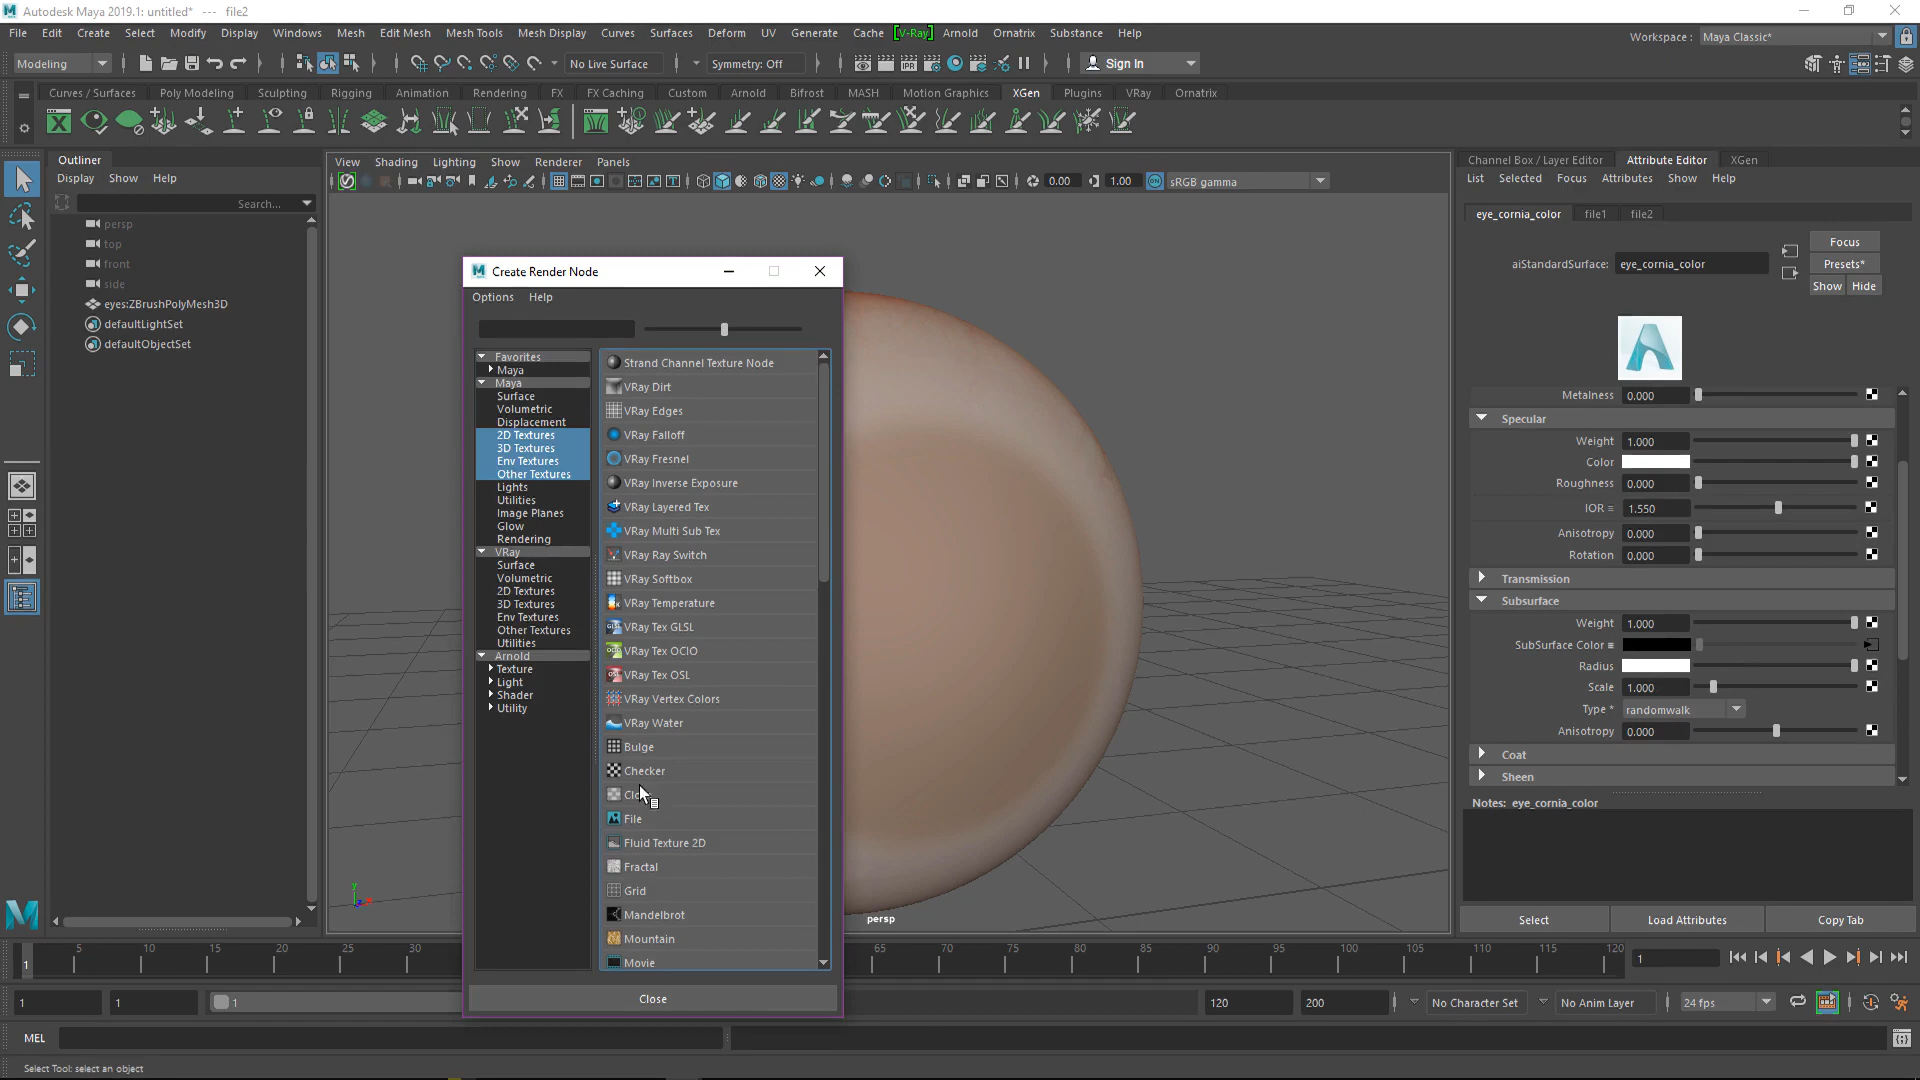 Autodesk Maya 2019.1: untitled* --- file2
File Edit Create Select Modify Display Windows Mesh Edit Mesh Mesh Tools Mesh Display Curves Surfaces Deform UV Generate Cache [V-Ray] Arnold Ornatrix Substance Help
Workspace : Maya Classic*
Modeling No Live Surface Symmetry: Off Sign In
Curves / Surfaces Poly Modeling Sculpting Rigging Animation Rendering FX FX Caching Custom Arnold Bifrost MASH Motion Graphics XGen Plugins VRay Ornatrix
Outliner
Display Show Help
Search...
persp
top
front
side
eyes:ZBrushPolyMesh3D
defaultLightSet
defaultObjectSet
View Shading Lighting Show Renderer Panels
0.00 1.00 ON sRGB gamma
Create Render Node
Options Help
Favorites
Maya
Maya
Surface
Volumetric
Displacement
2D Textures
3D Textures
Env Textures
Other Textures
Lights
Utilities
Image Planes
Glow
Rendering
VRay
Surface
Volumetric
2D Textures
3D Textures
Env Textures
Other Textures
Utilities
Arnold
Texture
Light
Shader
Utility
Strand Channel Texture Node
VRay Dirt
VRay Edges
VRay Falloff
VRay Fresnel
VRay Inverse Exposure
VRay Layered Tex
VRay Multi Sub Tex
VRay Ray Switch
VRay Softbox
VRay Temperature
VRay Tex GLSL
VRay Tex OCIO
VRay Tex OSL
VRay Vertex Colors
VRay Water
Bulge
Checker
File
Fluid Texture 2D
Fractal
Grid
Mandelbrot
Mountain
Movie
Close
persp
Channel Box / Layer Editor Attribute Editor XGen
List Selected Focus Attributes Show Help
eye_cornia_color file1 file2
aiStandardSurface: eye_cornia_color
Focus
Presets*
Show Hide
Metalness 0.000
Specular
Weight 1.000
Color
Roughness 0.000
IOR 1.550
Anisotropy 0.000
Rotation 0.000
Transmission
Subsurface
Weight 1.000
SubSurface Color
Radius
Scale 1.000
Type * randomwalk
Anisotropy 0.000
Coat
Sheen
Notes: eye_cornia_color
Select Load Attributes Copy Tab
5 10 15 20 25 30 65 70 75 80 85 90 95 100 105 110 115 120
1 1
1 1 1 120 200 No Character Set No Anim Layer 24 fps
MEL
Select Tool: select an object